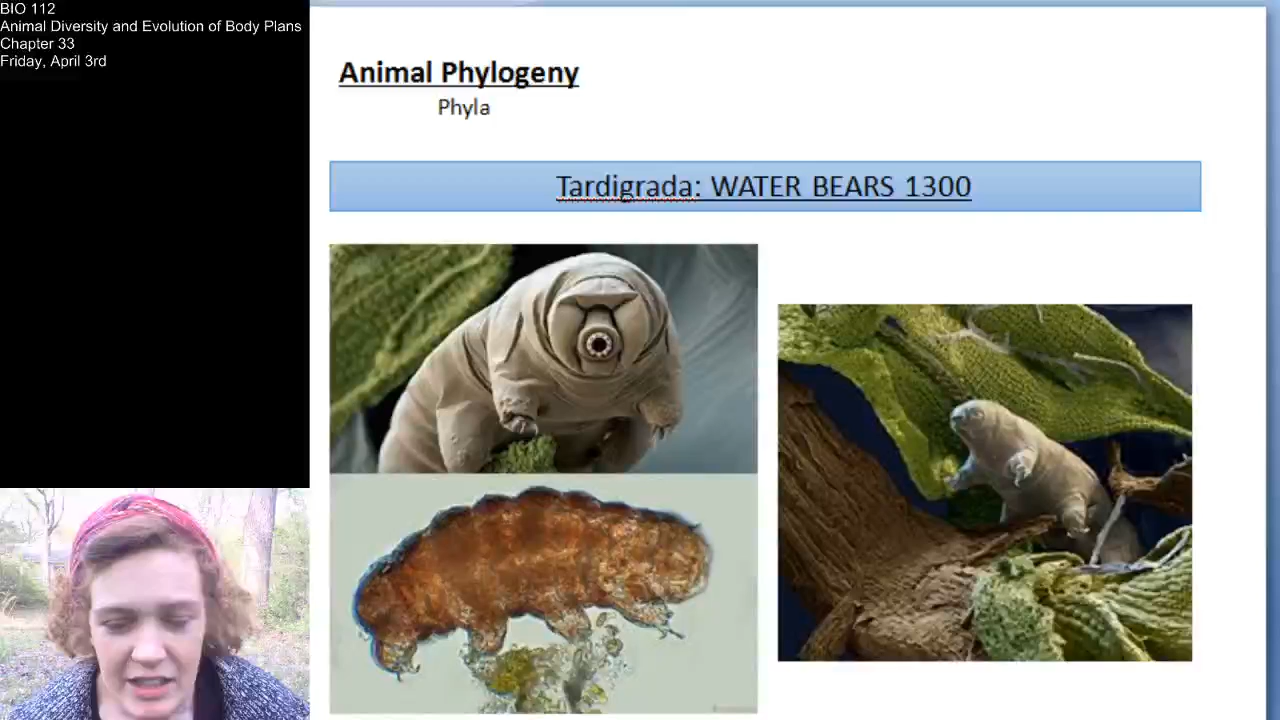 BIO 112
Animal Diversity and Evolution of Body Plans
Chapter 33
Friday, April 3rd
Animal Phylogeny
Phyla
Tardigrada: WATER BEARS 1300